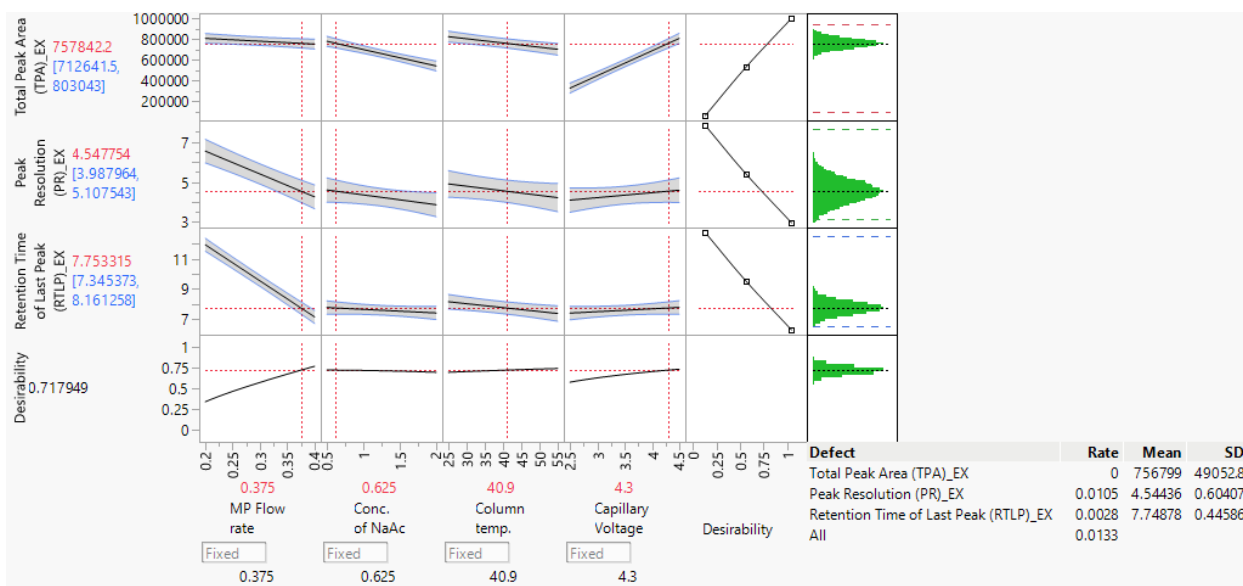 Total Peak Area
(TPA)_EX
757842.2
[712641.5,
803043]
1000000
800000
600000
400000
200000
Peak
Resolution
(PR)_EX
4.547754
[3.987964,
5.107543]
7
5
3
Retention Time
of Last Peak
(RTLP)_EX
7.753315
[7.345373,
8.161258]
11
9
7
Desirability
0.717949
1
0.75
0.5
0.25
0
0.2
0.25
0.3
0.35
0.4
0.5
1
1.5
2
25
30
35
40
45
50
55
2.5
3
3.5
4
4.5
0
0.25
0.5
0.75
1
0.375
MP Flow
rate
Fixed
0.375
0.625
Conc.
of NaAc
Fixed
0.625
40.9
Column
temp.
Fixed
40.9
4.3
Capillary
Voltage
Fixed
4.3
Desirability
Defect Rate Mean SD
Total Peak Area (TPA)_EX 0 756799 49052.8
Peak Resolution (PR)_EX 0.0105 4.54436 0.60407
Retention Time of Last Peak (RTLP)_EX 0.0028 7.74878 0.44586
All 0.0133